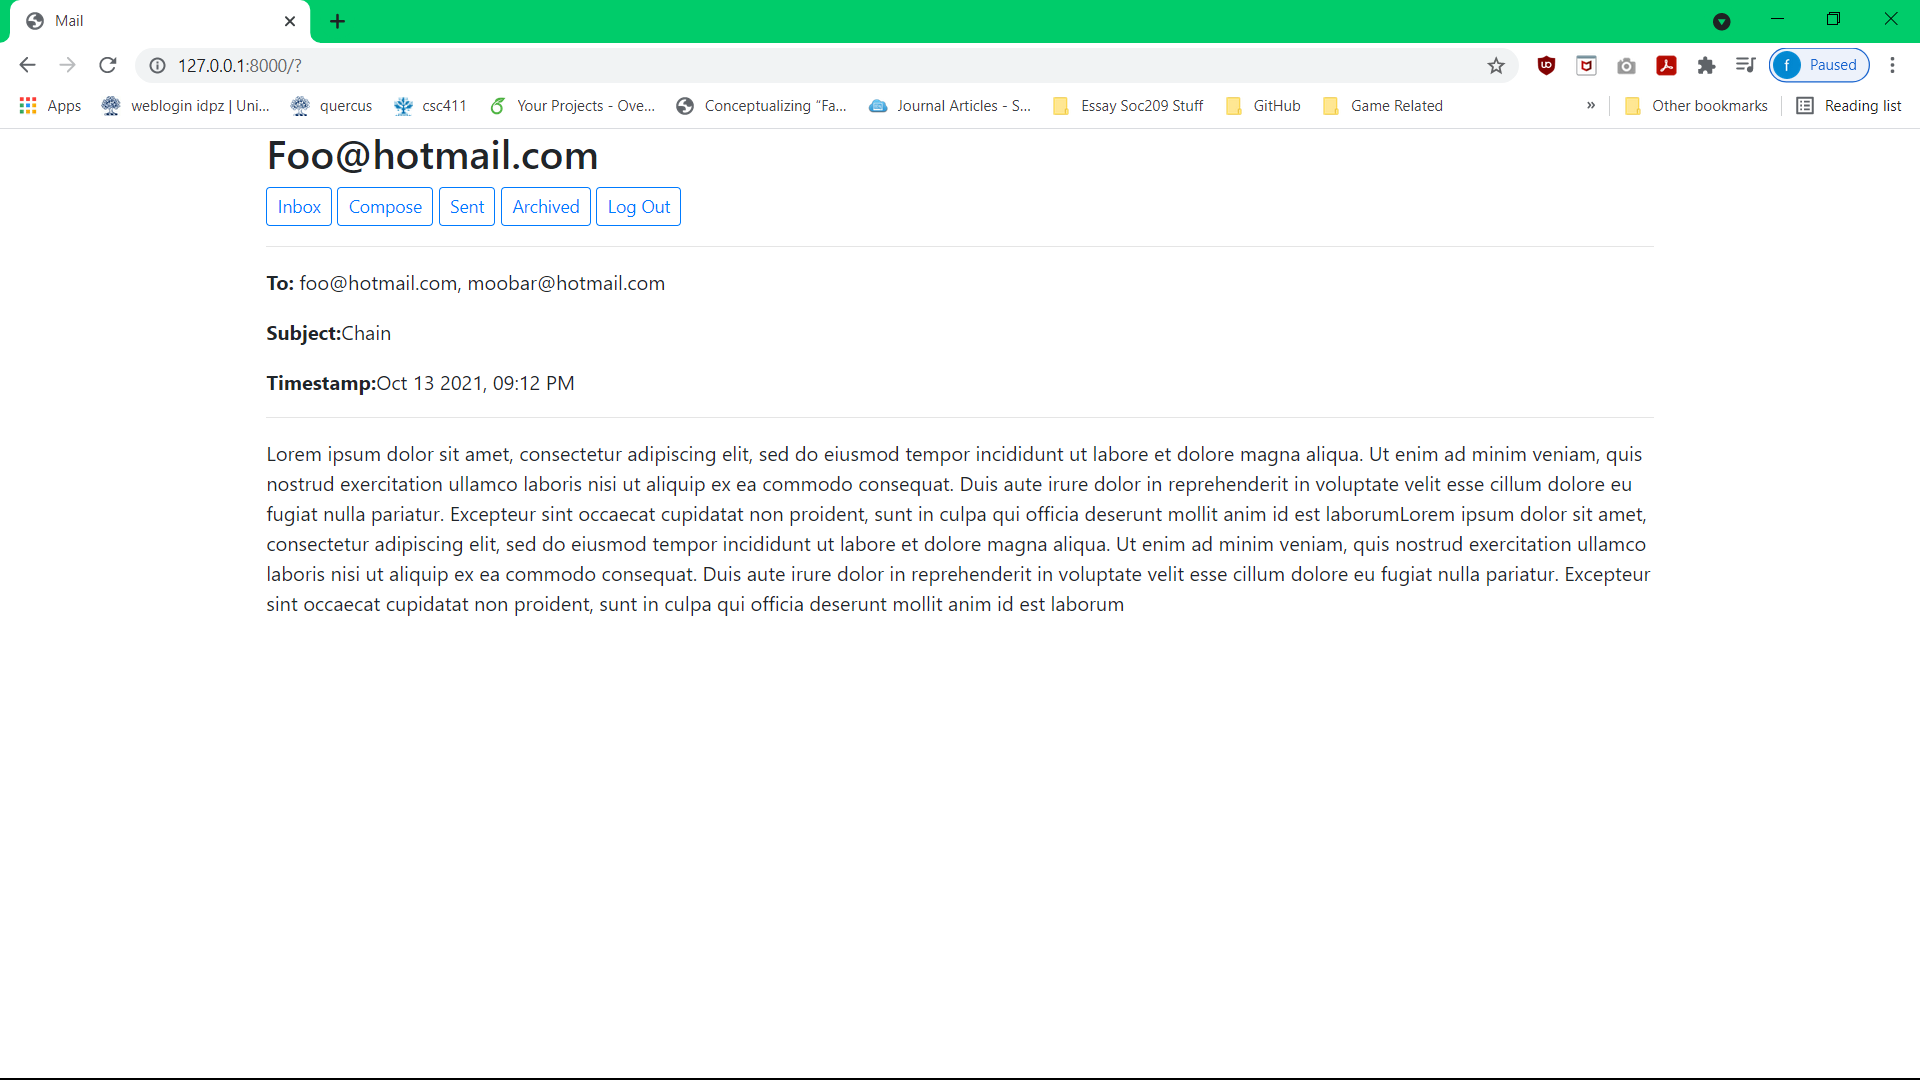 Mail
127.0.0.1:8000/?
f Paused
Apps weblogin idpz | Uni... quercus csc411 Your Projects - Ove... Conceptualizing “Fa... Journal Articles - S... Essay Soc209 Stuff GitHub Game Related » Other bookmarks Reading list
Foo@hotmail.com
Inbox Compose Sent Archived Log Out
To: foo@hotmail.com, moobar@hotmail.com
Subject:Chain
Timestamp:Oct 13 2021, 09:12 PM
Lorem ipsum dolor sit amet, consectetur adipiscing elit, sed do eiusmod tempor incididunt ut labore et dolore magna aliqua. Ut enim ad minim veniam, quis
nostrud exercitation ullamco laboris nisi ut aliquip ex ea commodo consequat. Duis aute irure dolor in reprehenderit in voluptate velit esse cillum dolore eu
fugiat nulla pariatur. Excepteur sint occaecat cupidatat non proident, sunt in culpa qui officia deserunt mollit anim id est laborumLorem ipsum dolor sit amet,
consectetur adipiscing elit, sed do eiusmod tempor incididunt ut labore et dolore magna aliqua. Ut enim ad minim veniam, quis nostrud exercitation ullamco
laboris nisi ut aliquip ex ea commodo consequat. Duis aute irure dolor in reprehenderit in voluptate velit esse cillum dolore eu fugiat nulla pariatur. Excepteur
sint occaecat cupidatat non proident, sunt in culpa qui officia deserunt mollit anim id est laborum